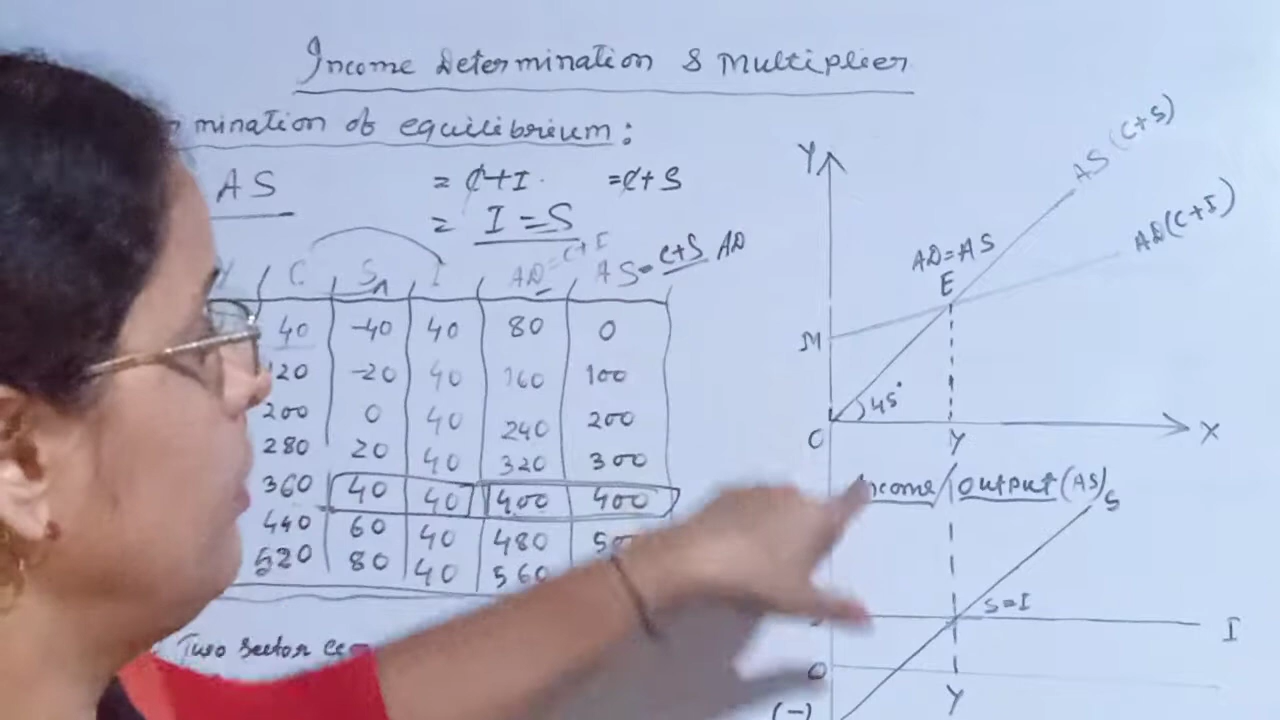 Income Determination & Multiplier
mination of equilibrium:
AS = C+I = C+S
= I = S
Y C S I AD = C+I AS = C+S AD
40 -40 40 80 0
120 -20 40 160 100
200 0 40 240 200
280 20 40 320 300
360 40 40 400 400
440 60 40 480 500
520 80 40 560
Two sector
Y
AS (C+S)
AD (C+I)
AD=AS
E
M
45°
O Y X
Income/Output (AS)
S
S=I
I
O
Y
(-)